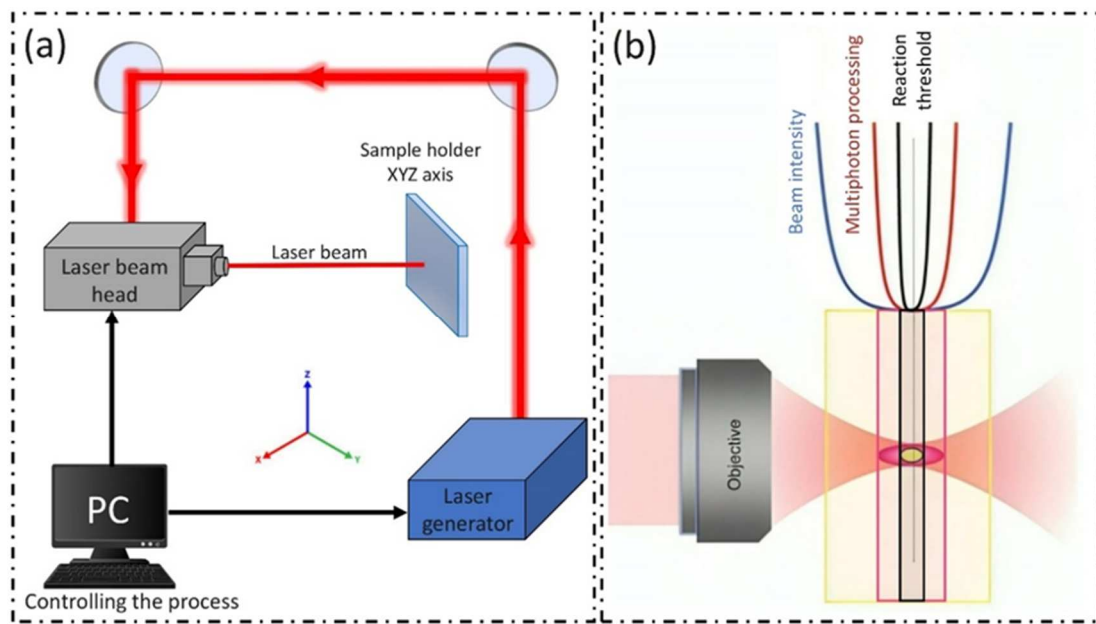 (a)
Sample holder
XYZ axis
Laser beam
Laser beam
head
Z
X
Y
PC
Laser
generator
Controlling the process
(b)
Beam intensity
Multiphoton processing
Reaction
threshold
Objective